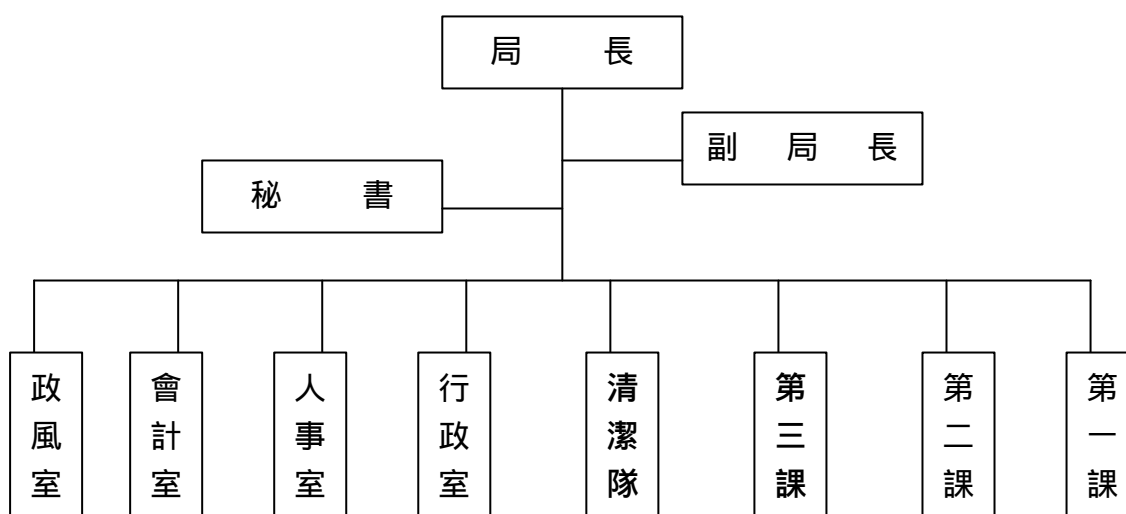 局長
副局長
秘書
政風室
會計室
人事室
行政室
清潔隊
第三課
第二課
第一課